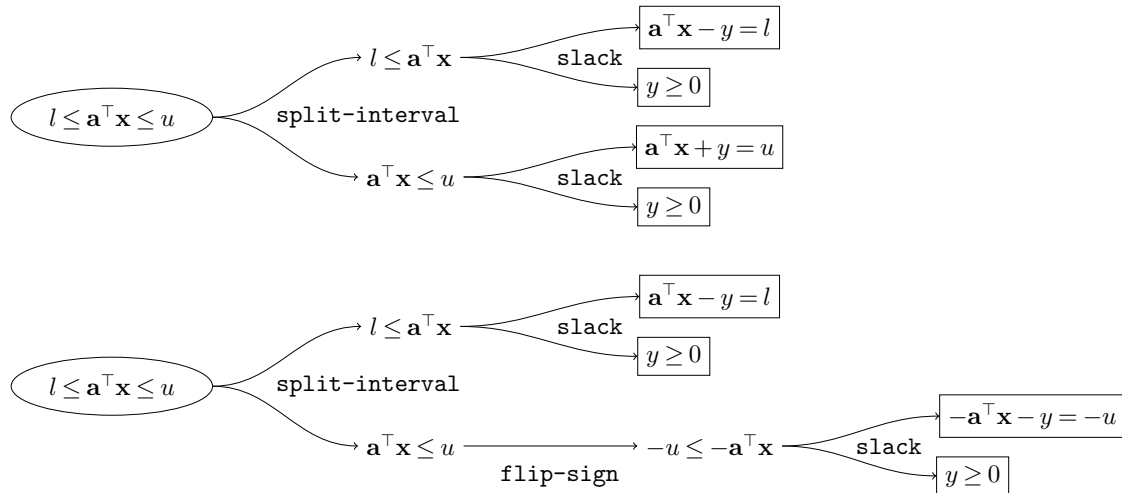 𝐚⊤𝐱 − y = l
l ≤ 𝐚⊤𝐱
slack
y ≥ 0
l ≤ 𝐚⊤𝐱 ≤ u
split-interval
𝐚⊤𝐱 + y = u
𝐚⊤𝐱 ≤ u
slack
y ≥ 0
𝐚⊤𝐱 − y = l
l ≤ 𝐚⊤𝐱
slack
y ≥ 0
l ≤ 𝐚⊤𝐱 ≤ u
split-interval
𝐚⊤𝐱 ≤ u
flip-sign
−u ≤ −𝐚⊤𝐱
−𝐚⊤𝐱 − y = −u
slack
y ≥ 0